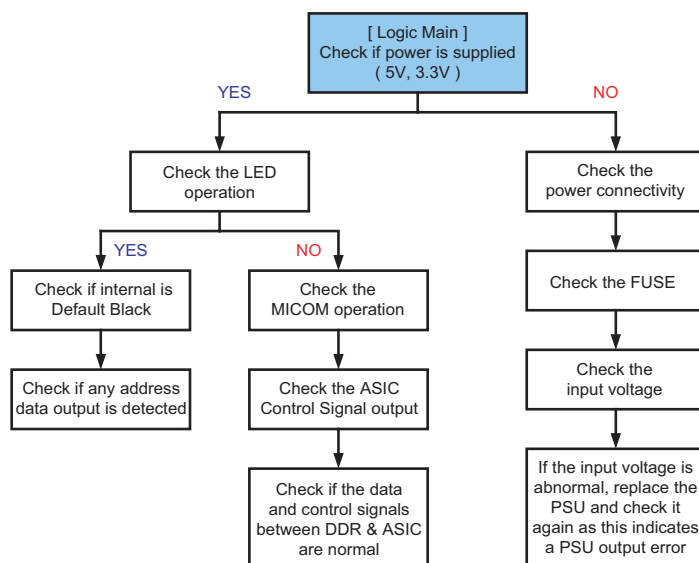 [ Logic Main ]
Check if power is supplied
( 5V, 3.3V )
YES
NO
Check the LED
operation
Check the
power connectivity
YES
NO
Check if internal is
Default Black
Check the
MICOM operation
Check the FUSE
Check if any address
data output is detected
Check the ASIC
Control Signal output
Check the
input voltage
Check if the data
and control signals
between DDR & ASIC
are normal
If the input voltage is
abnormal, replace the
PSU and check it
again as this indicates
a PSU output error